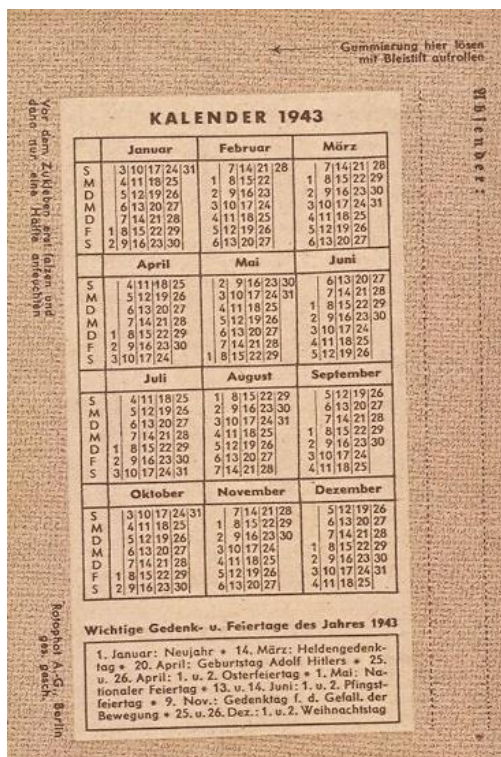 Gummierung hier lösen
mit Bleistift aufrollen
Absender:
Vor dem Zukleben erst falzen und
dann nur eine Hälfte anfeuchten
KALENDER 1943
Januar Februar März
S 3 10 17 24 31 7 14 21 28 7 14 21 28
M 4 11 18 25 1 8 15 22 1 8 15 22 29
D 5 12 19 26 2 9 16 23 2 9 16 23 30
M 6 13 20 27 3 10 17 24 3 10 17 24 31
D 7 14 21 28 4 11 18 25 4 11 18 25
F 1 8 15 22 29 5 12 19 26 5 12 19 26
S 2 9 16 23 30 6 13 20 27 6 13 20 27
April Mai Juni
S 4 11 18 25 2 9 16 23 30 6 13 20 27
M 5 12 19 26 3 10 17 24 31 7 14 21 28
D 6 13 20 27 4 11 18 25 1 8 15 22 29
M 7 14 21 28 5 12 19 26 2 9 16 23 30
D 1 8 15 22 29 6 13 20 27 3 10 17 24
F 2 9 16 23 30 7 14 21 28 4 11 18 25
S 3 10 17 24 1 8 15 22 29 5 12 19 26
Juli August September
S 4 11 18 25 1 8 15 22 29 5 12 19 26
M 5 12 19 26 2 9 16 23 30 6 13 20 27
D 6 13 20 27 3 10 17 24 31 7 14 21 28
M 7 14 21 28 4 11 18 25 1 8 15 22 29
D 1 8 15 22 29 5 12 19 26 2 9 16 23 30
F 2 9 16 23 30 6 13 20 27 3 10 17 24
S 3 10 17 24 31 7 14 21 28 4 11 18 25
Oktober November Dezember
S 3 10 17 24 31 7 14 21 28 5 12 19 26
M 4 11 18 25 1 8 15 22 29 6 13 20 27
D 5 12 19 26 2 9 16 23 30 7 14 21 28
M 6 13 20 27 3 10 17 24 1 8 15 22 29
D 7 14 21 28 4 11 18 25 2 9 16 23 30
F 1 8 15 22 29 5 12 19 26 3 10 17 24 31
S 2 9 16 23 30 6 13 20 27 4 11 18 25
Wichtige Gedenk- u. Feiertage des Jahres 1943
1. Januar: Neujahr * 14. März: Heldengedenk-
tag * 20. April: Geburtstag Adolf Hitlers * 25.
u. 26. April: 1. u. 2. Osterfeiertag * 1. Mai: Na-
tionaler Feiertag * 13. u. 14. Juni: 1. u. 2. Pfingst-
feiertag * 9. Nov.: Gedenktag f. d. Gefall. der
Bewegung * 25. u. 26. Dez.: 1. u. 2. Weihnachtstag
Rotophot A.-G. Berlin
ges. gesch.